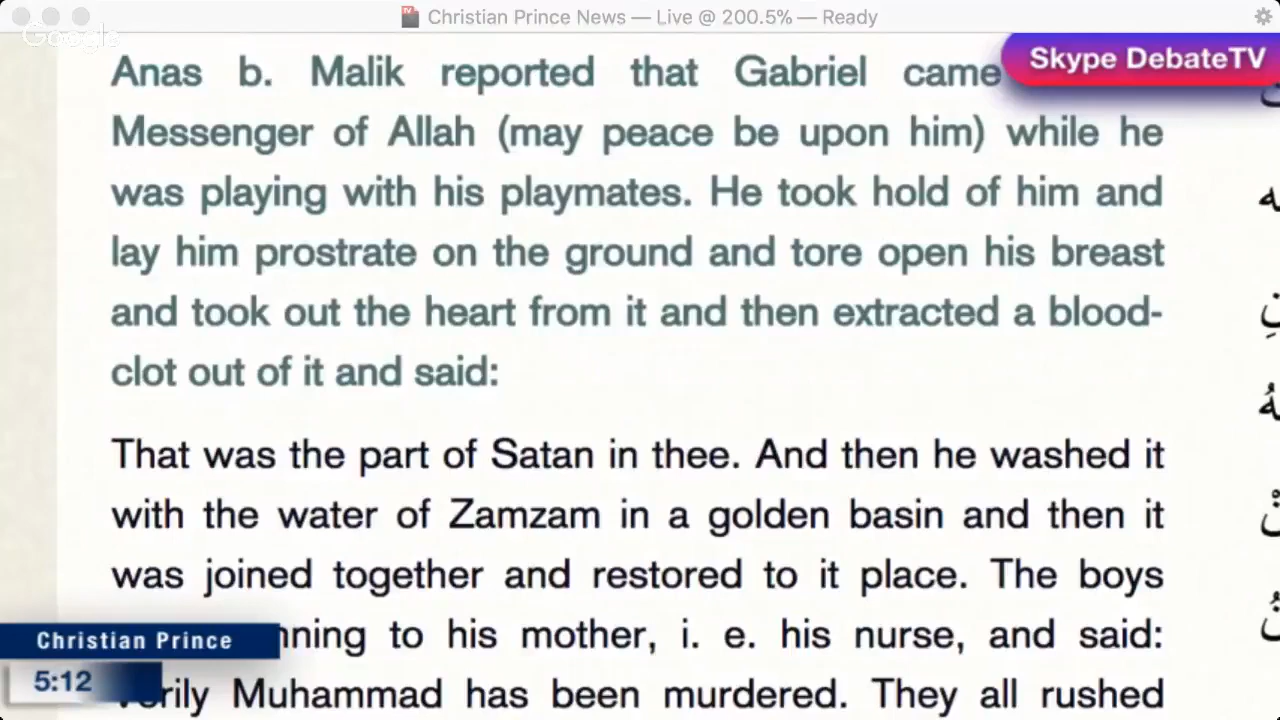 Christian Prince News — Live @ 200.5% — Ready
Google
Skype DebateTV
Anas b. Malik reported that Gabriel came
Messenger of Allah (may peace be upon him) while he
was playing with his playmates. He took hold of him and
lay him prostrate on the ground and tore open his breast
and took out the heart from it and then extracted a blood-
clot out of it and said:
That was the part of Satan in thee. And then he washed it
with the water of Zamzam in a golden basin and then it
was joined together and restored to it place. The boys
nning to his mother, i. e. his nurse, and said:
Verily Muhammad has been murdered. They all rushed
Christian Prince
5:12